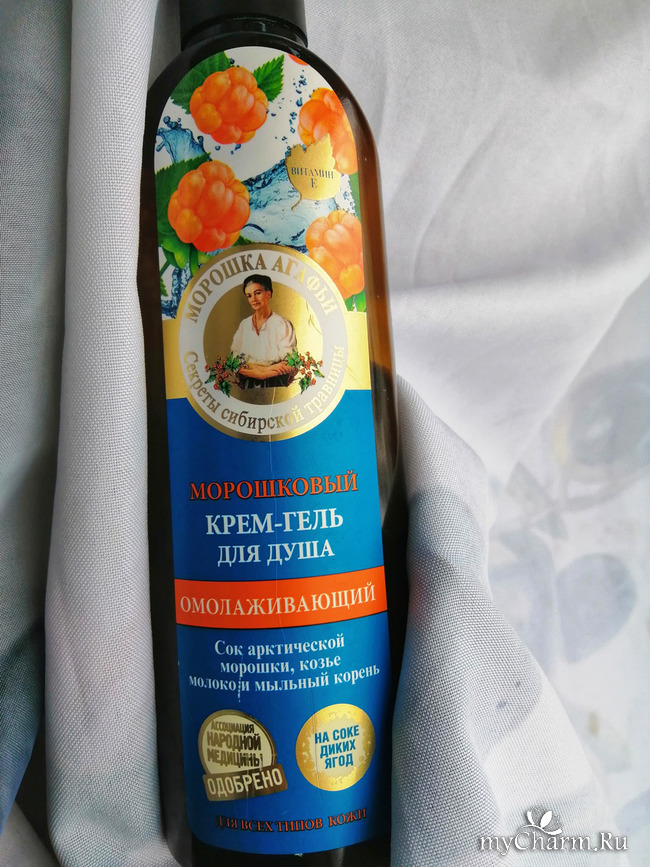 ВИТАМИН
Е
МОРОШКА АГАФЬИ
Секреты сибирской травницы
МОРОШКОВЫЙ
КРЕМ-ГЕЛЬ
ДЛЯ ДУША
ОМОЛАЖИВАЮЩИЙ
Сок арктической
морошки, козье
молоко и мыльный корень
АССОЦИАЦИЯ
НАРОДНОЙ
МЕДИЦИНЫ
ОДОБРЕНО
НА СОКЕ
ДИКИХ
ЯГОД
ДЛЯ ВСЕХ ТИПОВ КОЖИ
myCharm.Ru